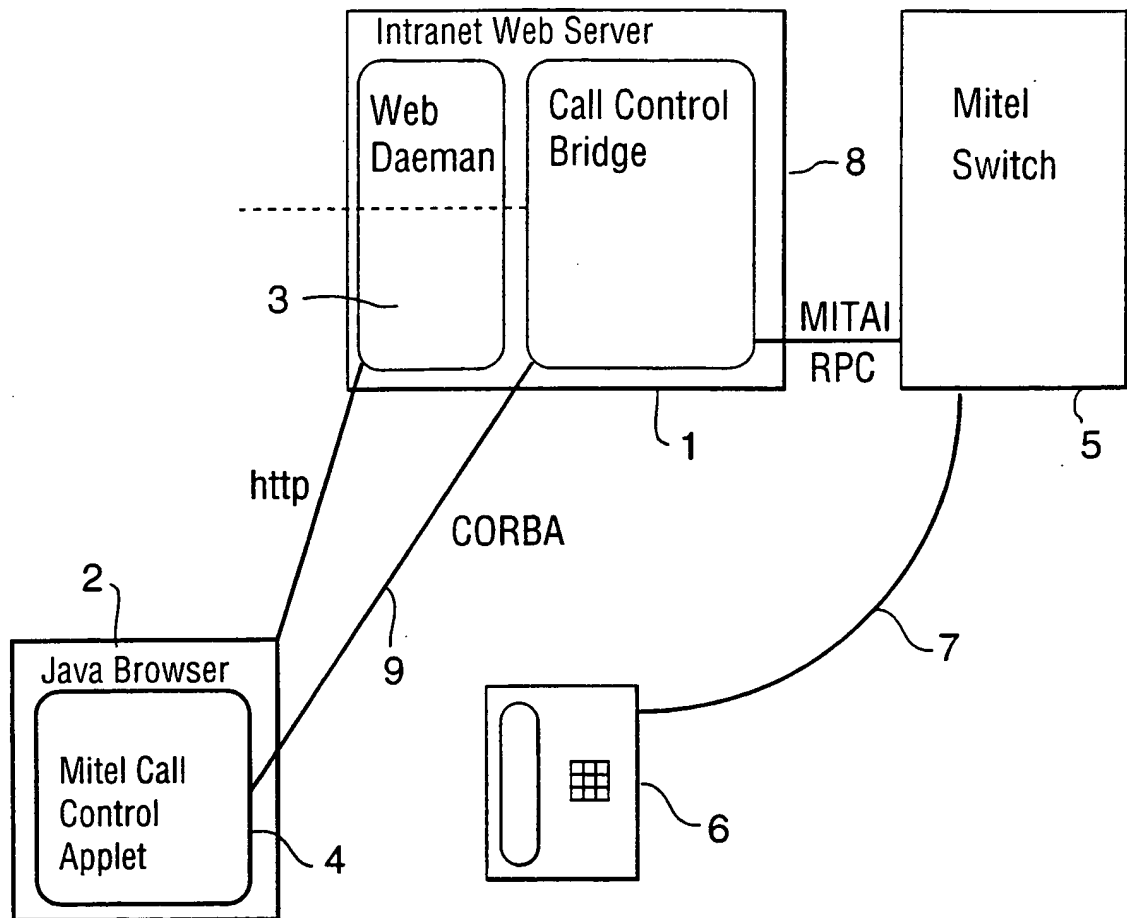 Intranet Web Server
Web
Daeman
Call Control
Bridge
Mitel
Switch
8
3
MITAI
RPC
1
5
http
CORBA
2
9
7
Java Browser
Mitel Call
Control
Applet
4
6